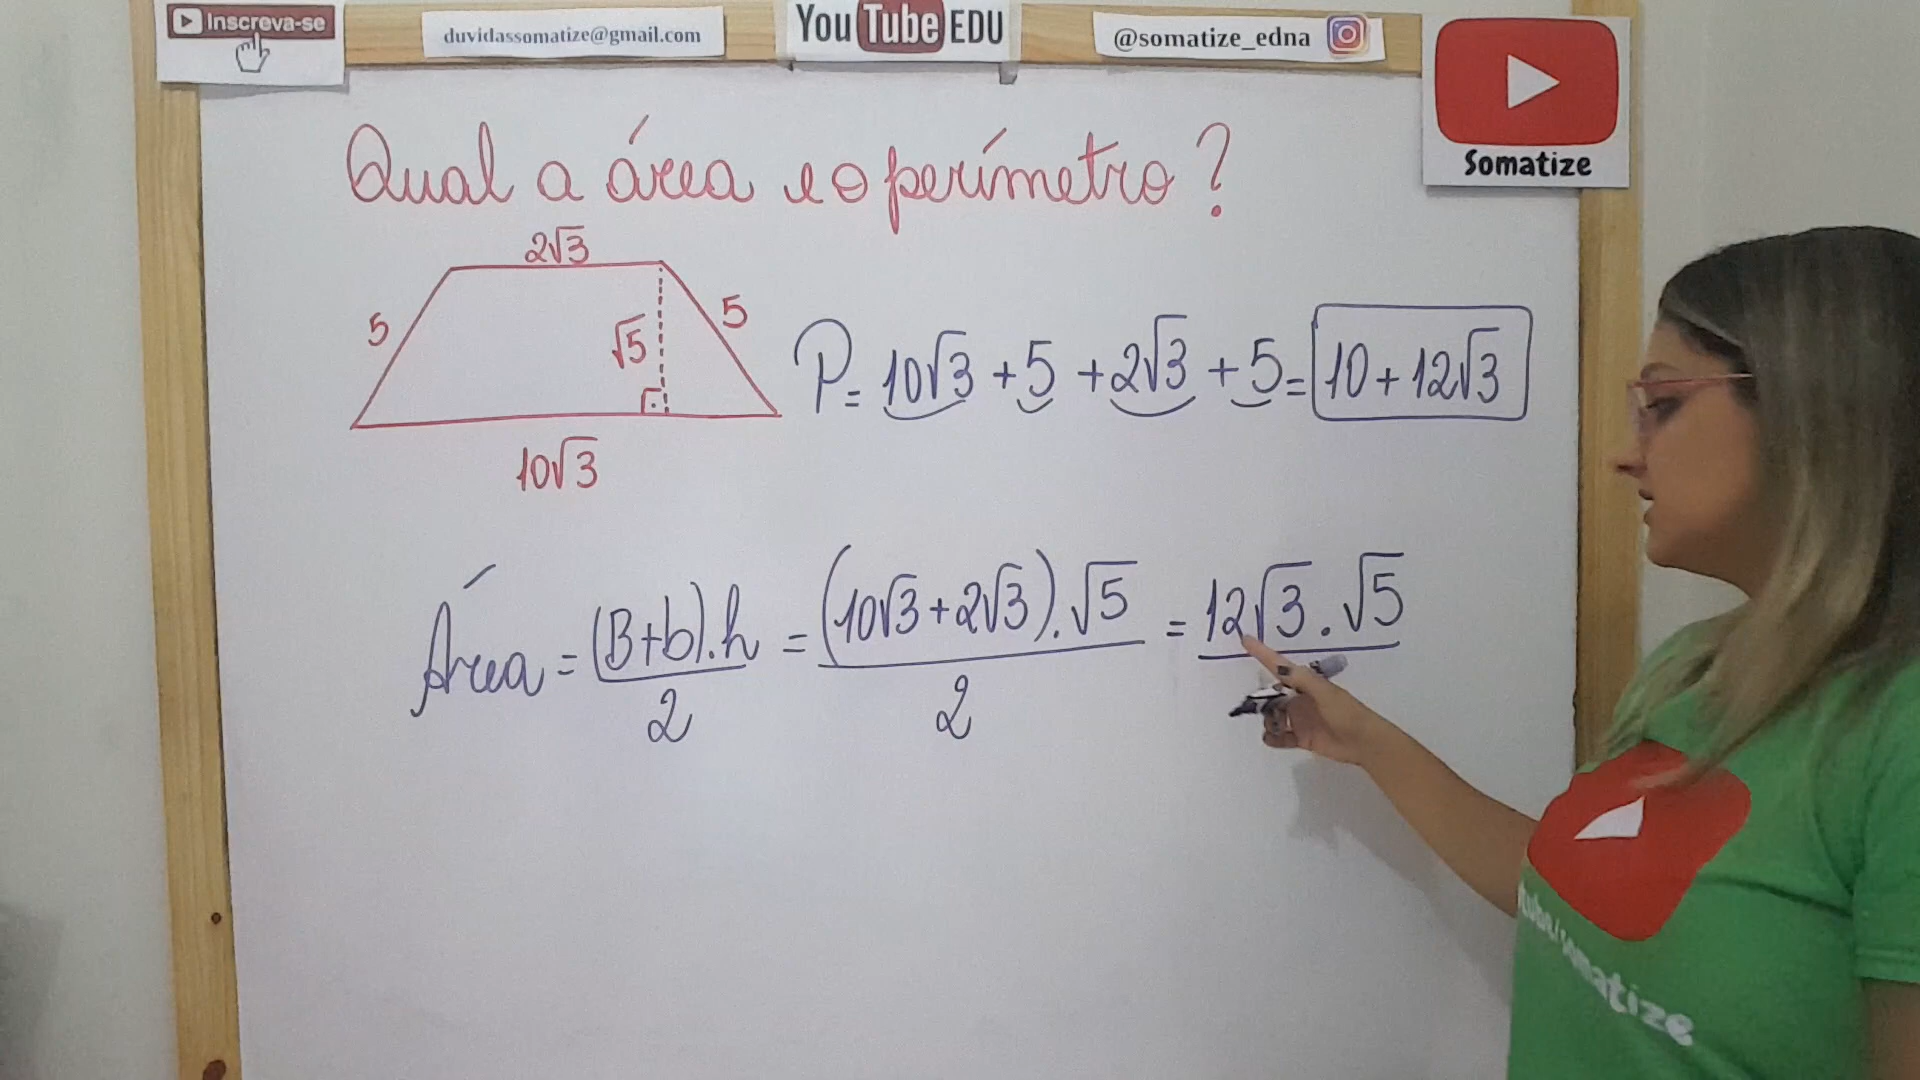 Inscreva-se
duvidassomatize@gmail.com
YouTube EDU
@somatize_edna
Somatize
Qual a área e o perímetro?
2√3
5
√5
5
10√3
P = 10√3 + 5 + 2√3 + 5 = 10 + 12√3
Área = (B+b).h / 2 = (10√3 + 2√3).√5 / 2 = 12√3.√5
somatize